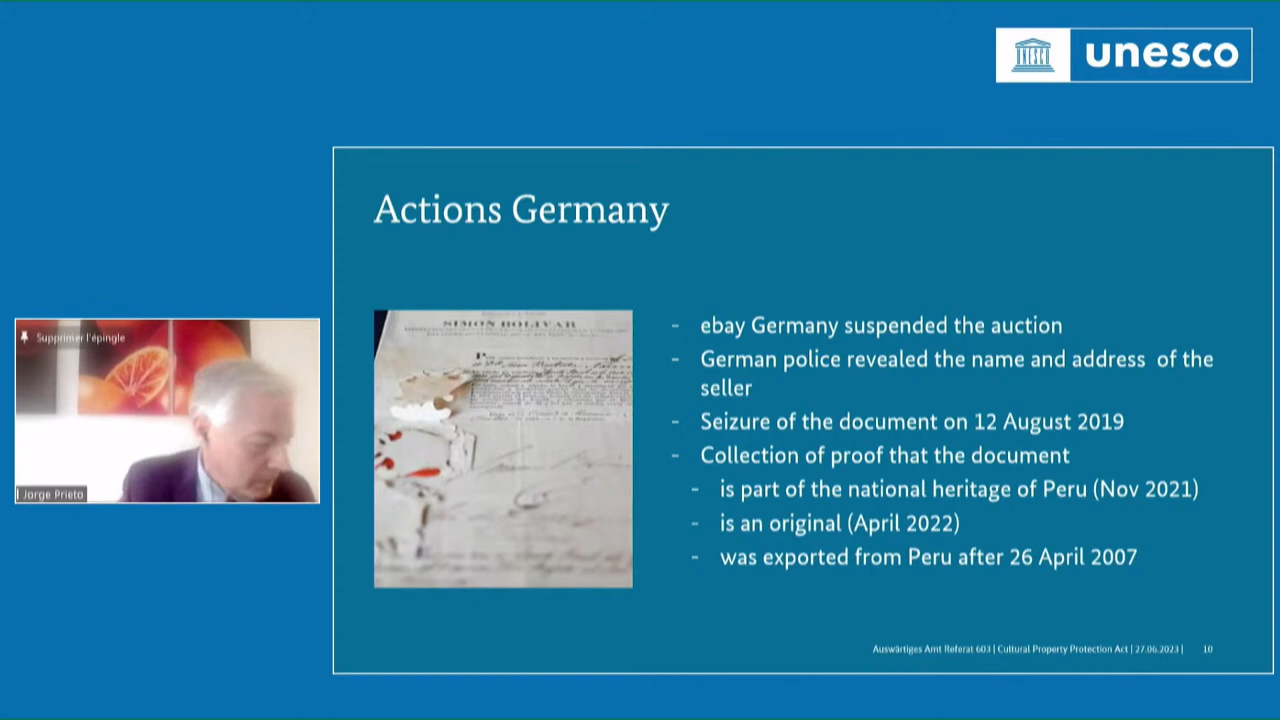 unesco
Actions Germany
SIMON BOLIVAR
- ebay Germany suspended the auction
- German police revealed the name and address of the
seller
- Seizure of the document on 12 August 2019
- Collection of proof that the document
- is part of the national heritage of Peru (Nov 2021)
- is an original (April 2022)
- was exported from Peru after 26 April 2007
Supprimer l'épingle
Jorge Prieto
Auswärtiges Amt Referat 603 | Cultural Property Protection Act | 27.06.2023 | 10